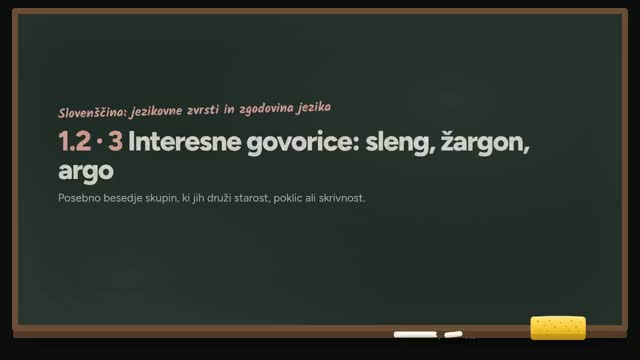 Slovenščina: jezikovne zvrsti in zgodovina jezika
1.2 · 3 Interesne govorice: sleng, žargon,
argo
Posebno besedje skupin, ki jih druži starost, poklic ali skrivnost.